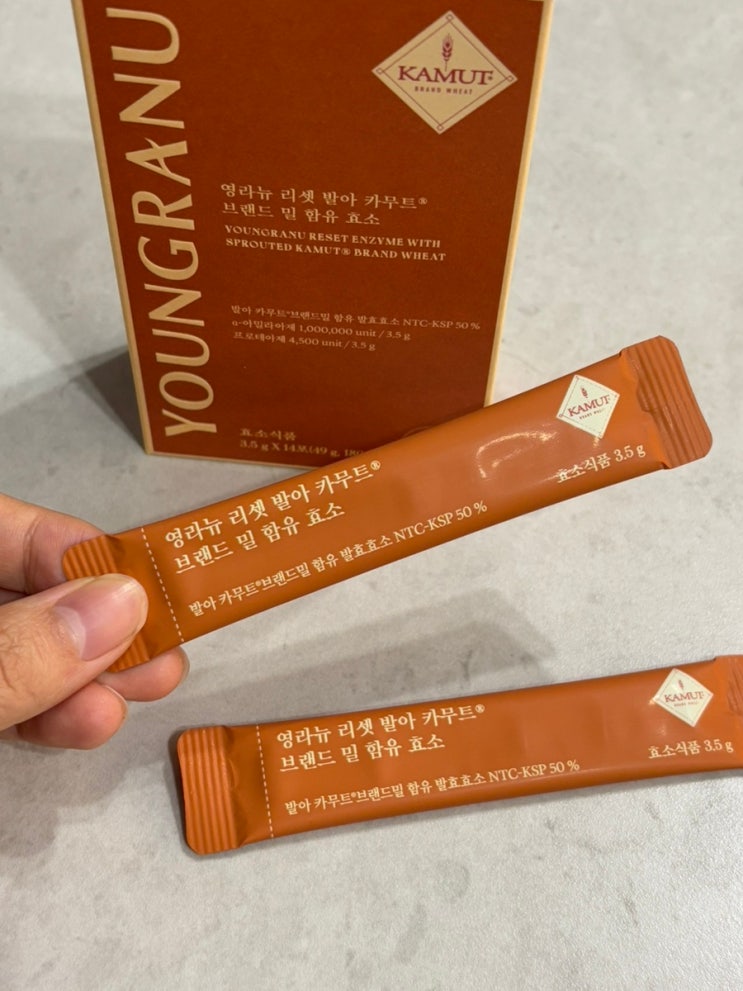 YOUNGRANU
KAMUT®
BRAND WHEAT
영라뉴 리셋 발아 카무트®
브랜드 밀 함유 효소
YOUNGRANU RESET ENZYME WITH
SPROUTED KAMUT® BRAND WHEAT
발아 카무트®브랜드밀 함유 발효효소 NTC-KSP 50 %
α-아밀라아제 1,000,000 unit / 3.5 g
프로테아제 4,500 unit / 3.5 g
효소식품
3.5 g X 14포(49 g,
KAMUT
BRAND WHEAT
영라뉴 리셋 발아 카무트®
브랜드 밀 함유 효소
효소식품 3.5 g
발아 카무트®브랜드밀 함유 발효효소 NTC-KSP 50 %
KAMUT
BRAND WHEAT
영라뉴 리셋 발아 카무트®
브랜드 밀 함유 효소
효소식품 3.5 g
발아 카무트®브랜드밀 함유 발효효소 NTC-KSP 50 %